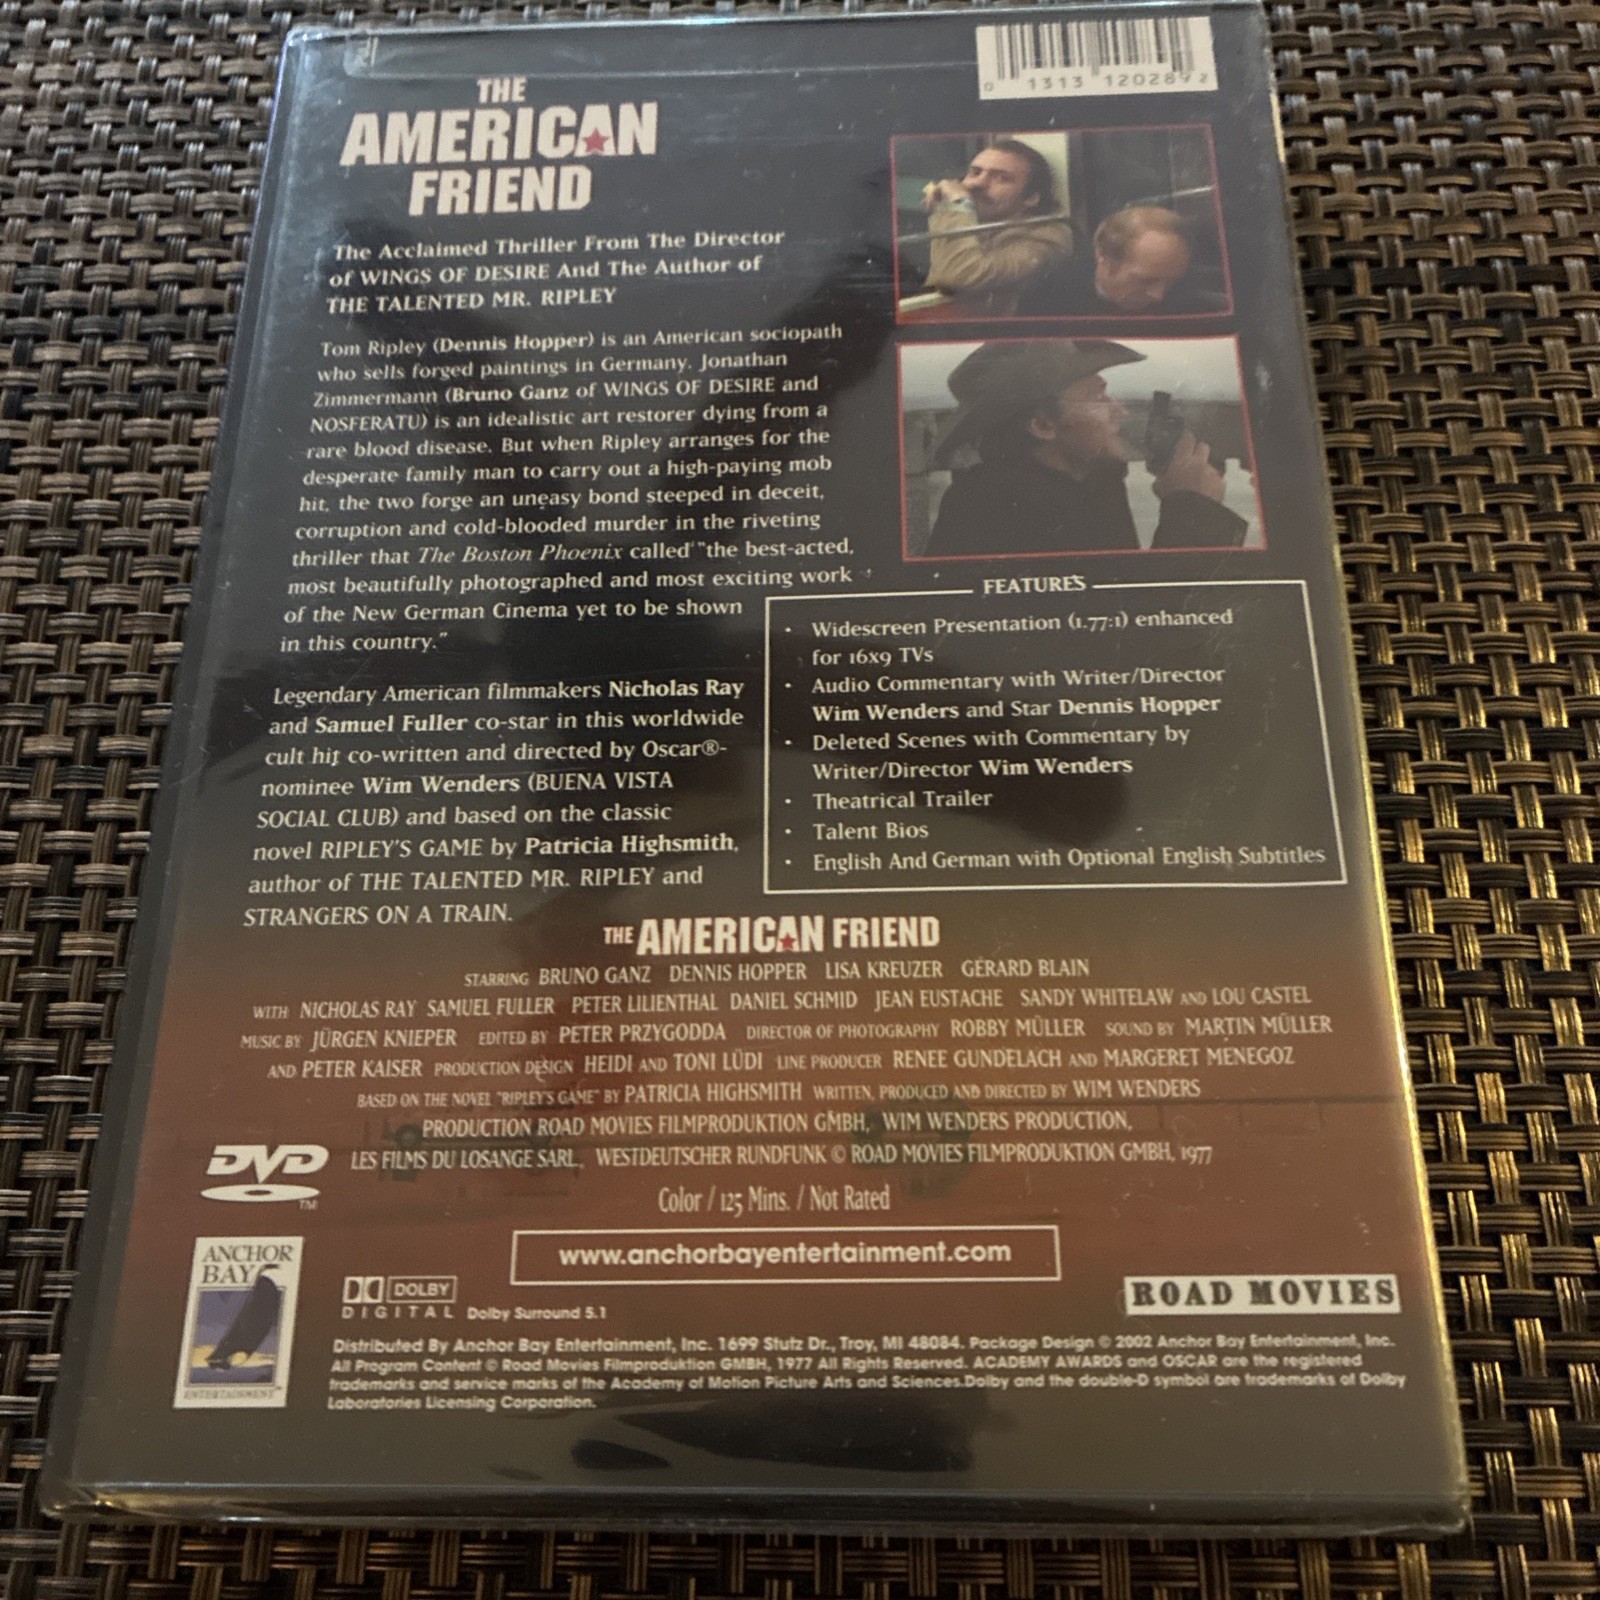 0 13131 20289 2
THE
AMERICAN
FRIEND
The Acclaimed Thriller From The Director
of WINGS OF DESIRE And The Author of
THE TALENTED MR. RIPLEY
Tom Ripley (Dennis Hopper) is an American sociopath
who sells forged paintings in Germany. Jonathan
Zimmermann (Bruno Ganz of WINGS OF DESIRE and
NOSFERATU) is an idealistic art restorer dying from a
rare blood disease. But when Ripley arranges for the
desperate family man to carry out a high-paying mob
hit, the two forge an uneasy bond steeped in deceit,
corruption and cold-blooded murder in the riveting
thriller that The Boston Phoenix called "the best-acted,
most beautifully photographed and most exciting work
of the New German Cinema yet to be shown
in this country."
Legendary American filmmakers Nicholas Ray
and Samuel Fuller co-star in this worldwide
cult hit co-written and directed by Oscar®-
nominee Wim Wenders (BUENA VISTA
SOCIAL CLUB) and based on the classic
novel RIPLEY'S GAME by Patricia Highsmith,
author of THE TALENTED MR. RIPLEY and
STRANGERS ON A TRAIN.
FEATURES
· Widescreen Presentation (1.77:1) enhanced
for 16x9 TVs
· Audio Commentary with Writer/Director
Wim Wenders and Star Dennis Hopper
· Deleted Scenes with Commentary by
Writer/Director Wim Wenders
· Theatrical Trailer
· Talent Bios
· English And German with Optional English Subtitles
THE AMERICAN FRIEND
STARRING BRUNO GANZ DENNIS HOPPER LISA KREUZER GÉRARD BLAIN
WITH NICHOLAS RAY SAMUEL FULLER PETER LILIENTHAL DANIEL SCHMID JEAN EUSTACHE SANDY WHITELAW AND LOU CASTEL
MUSIC BY JÜRGEN KNIEPER EDITED BY PETER PRZYGODDA DIRECTOR OF PHOTOGRAPHY ROBBY MÜLLER SOUND BY MARTIN MÜLLER
AND PETER KAISER PRODUCTION DESIGN HEIDI AND TONI LÜDI LINE PRODUCER RENEE GUNDELACH AND MARGERET MENEGOZ
BASED ON THE NOVEL "RIPLEY'S GAME" BY PATRICIA HIGHSMITH WRITTEN, PRODUCED AND DIRECTED BY WIM WENDERS
PRODUCTION ROAD MOVIES FILMPRODUKTION GMBH, WIM WENDERS PRODUCTION,
LES FILMS DU LOSANGE SARL, WESTDEUTSCHER RUNDFUNK © ROAD MOVIES FILMPRODUKTION GMBH, 1977
DVD
TM
Color / 125 Mins. / Not Rated
www.anchorbayentertainment.com
ANCHOR
BAY
ENTERTAINMENT
DOLBY
DIGITAL Dolby Surround 5.1
ROAD MOVIES
Distributed By Anchor Bay Entertainment, Inc. 1699 Stutz Dr., Troy, MI 48084. Package Design © 2002 Anchor Bay Entertainment, Inc.
All Program Content © Road Movies Filmproduktion GMBH, 1977 All Rights Reserved. ACADEMY AWARDS and OSCAR are the registered
trademarks and service marks of the Academy of Motion Picture Arts and Sciences.Dolby and the double-D symbol are trademarks of Dolby
Laboratories Licensing Corporation.